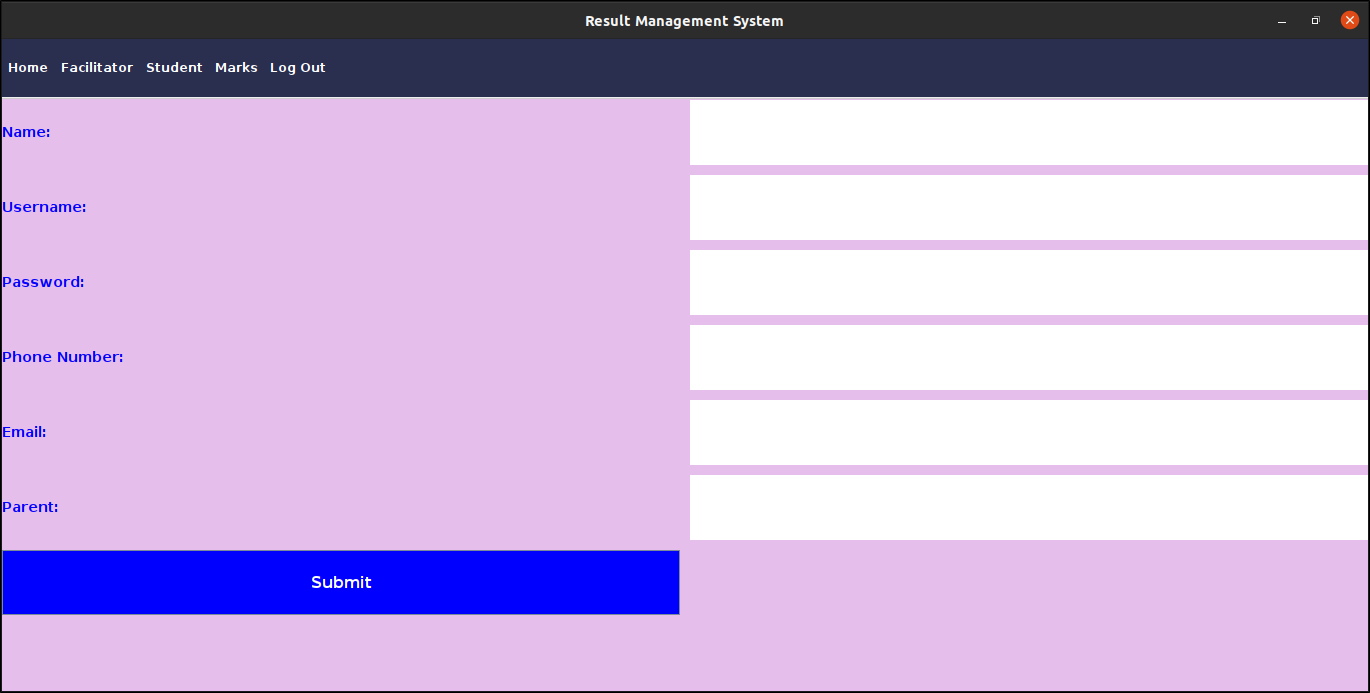 Result Management System
Home Facilitator Student Marks Log Out
Name:
Username:
Password:
Phone Number:
Email:
Parent:
Submit